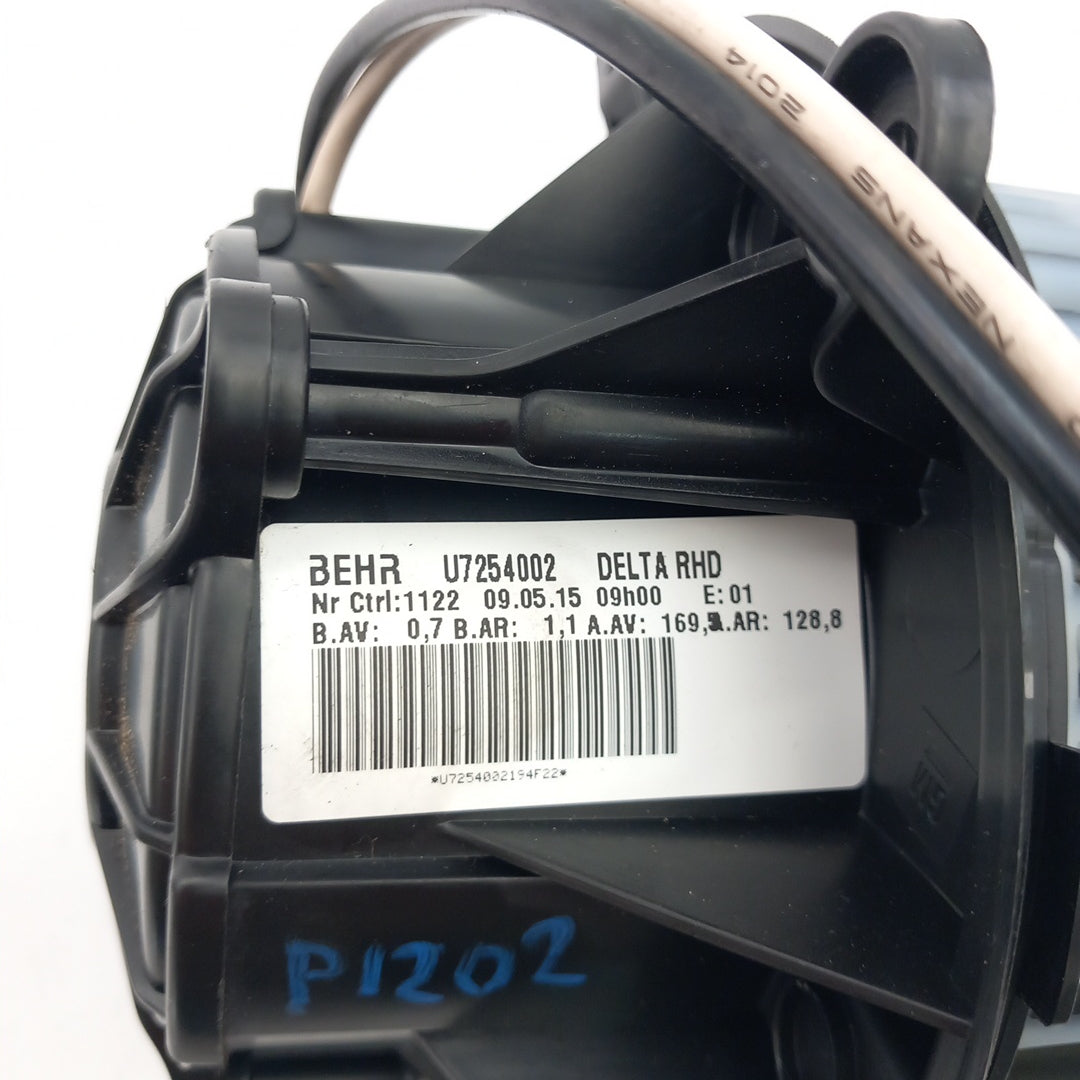 2014
NEXANS
NEX
BEHR U7254002 DELTA RHD
Nr Ctrl:1122 09.05.15 09h00 E:01
B.AV: 0,7 B.AR: 1,1 A.AV: 169, .AR: 128,8
*U7254002194F22*
P1202